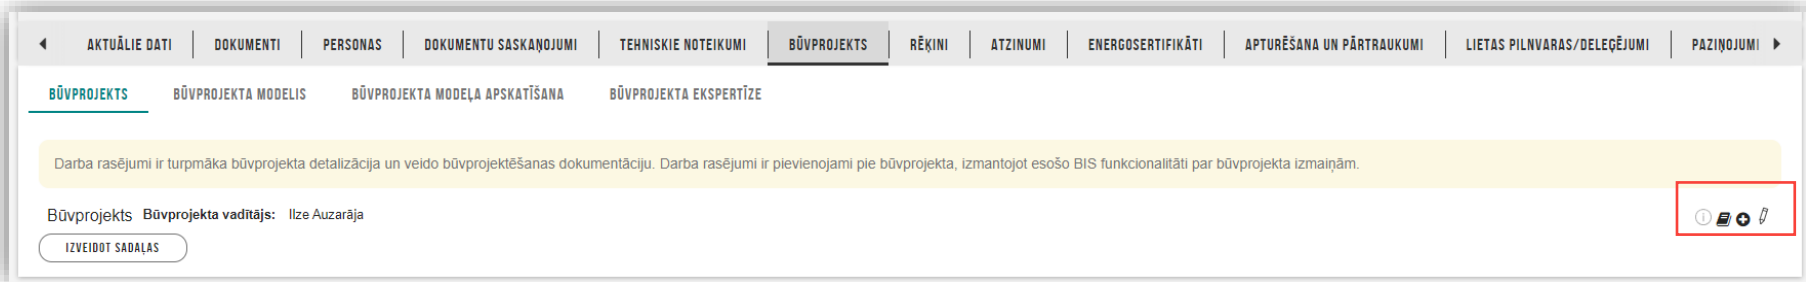 AKTUĀLIE DATI DOKUMENTI PERSONAS DOKUMENTU SASKAŅOJUMI TEHNISKIE NOTEIKUMI BŪVPROJEKTS RĒĶINI ATZINUMI ENERGOSERTIFIKĀTI APTURĒŠANA UN PĀRTRAUKUMI LIETAS PILNVARAS/DELEĢĒJUMI PAZIŅOJUMI
BŪVPROJEKTS BŪVPROJEKTA MODELIS BŪVPROJEKTA MODEĻA APSKATĪŠANA BŪVPROJEKTA EKSPERTĪZE
Darba rasējumi ir turpmāka būvprojekta detalizācija un veido būvprojektēšanas dokumentāciju. Darba rasējumi ir pievienojami pie būvprojekta, izmantojot esošo BIS funkcionalitāti par būvprojekta izmaiņām.
Būvprojekts Būvprojekta vadītājs: Ilze Auzarāja
IZVEIDOT SADAĻAS